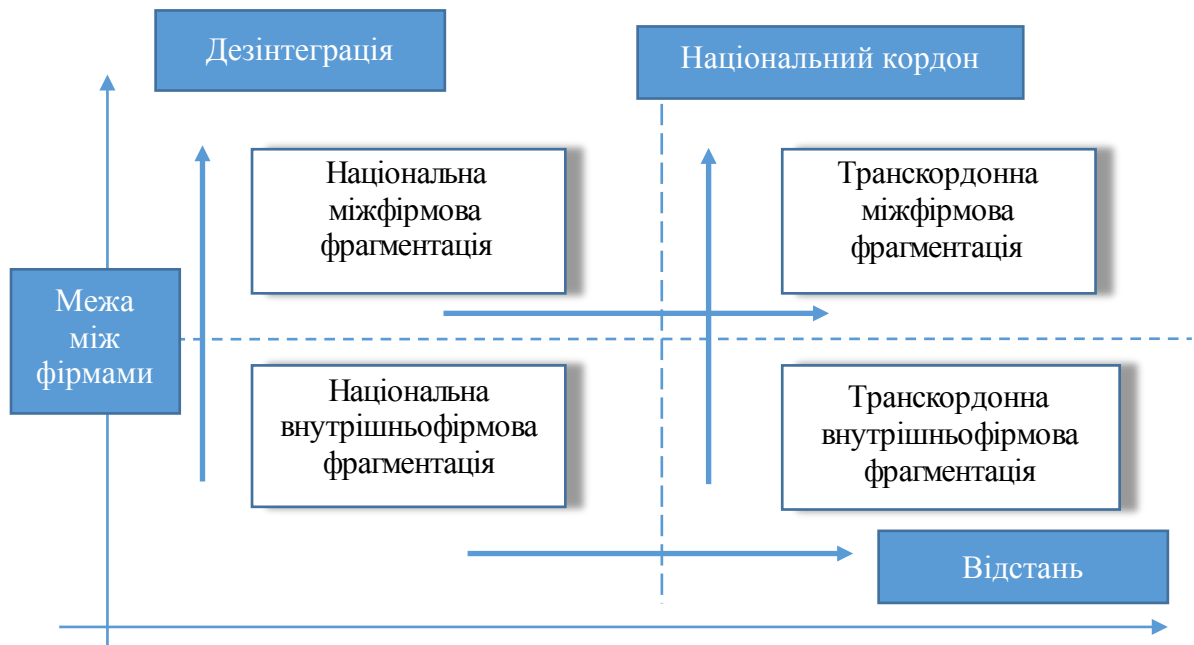 Дезінтеграція
Національний кордон
Національна
міжфірмова
фрагментація
Транскордонна
міжфірмова
фрагментація
Межа
між
фірмами
Національна
внутрішньофірмова
фрагментація
Транскордонна
внутрішньофірмова
фрагментація
Відстань